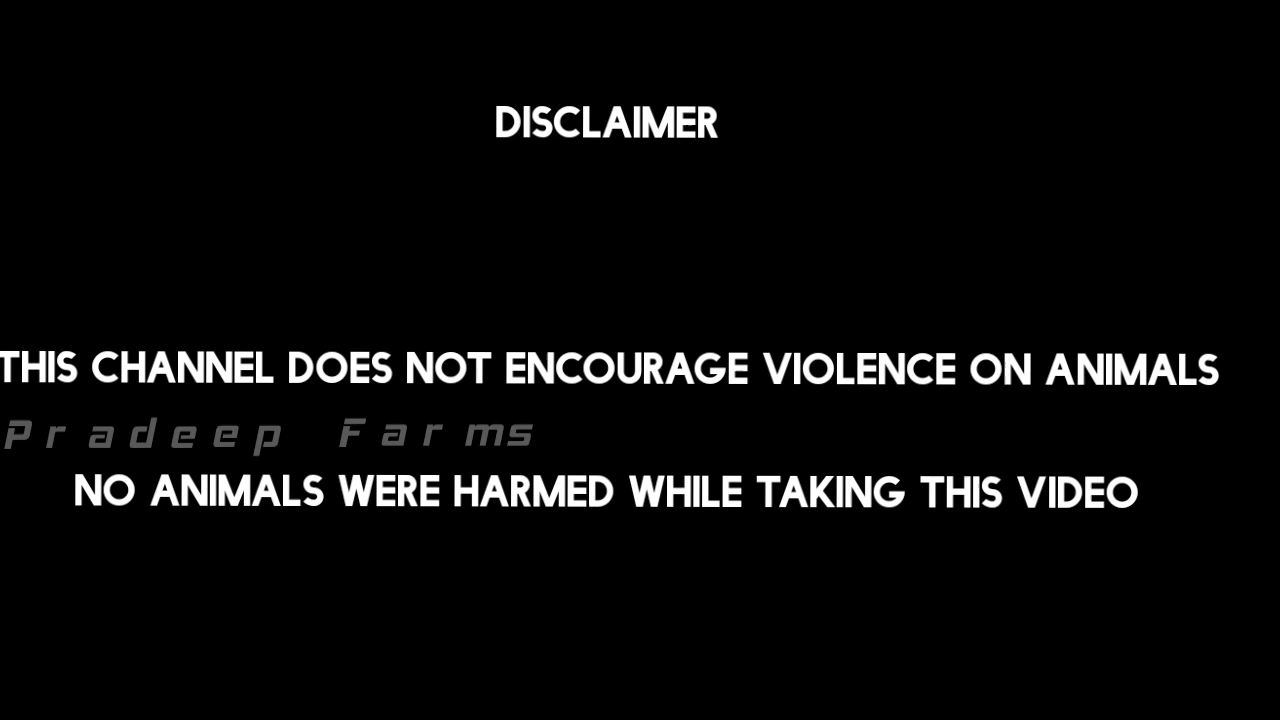 DISCLAIMER
THIS CHANNEL DOES NOT ENCOURAGE VIOLENCE ON ANIMALS
Pradeep Farms
NO ANIMALS WERE HARMED WHILE TAKING THIS VIDEO